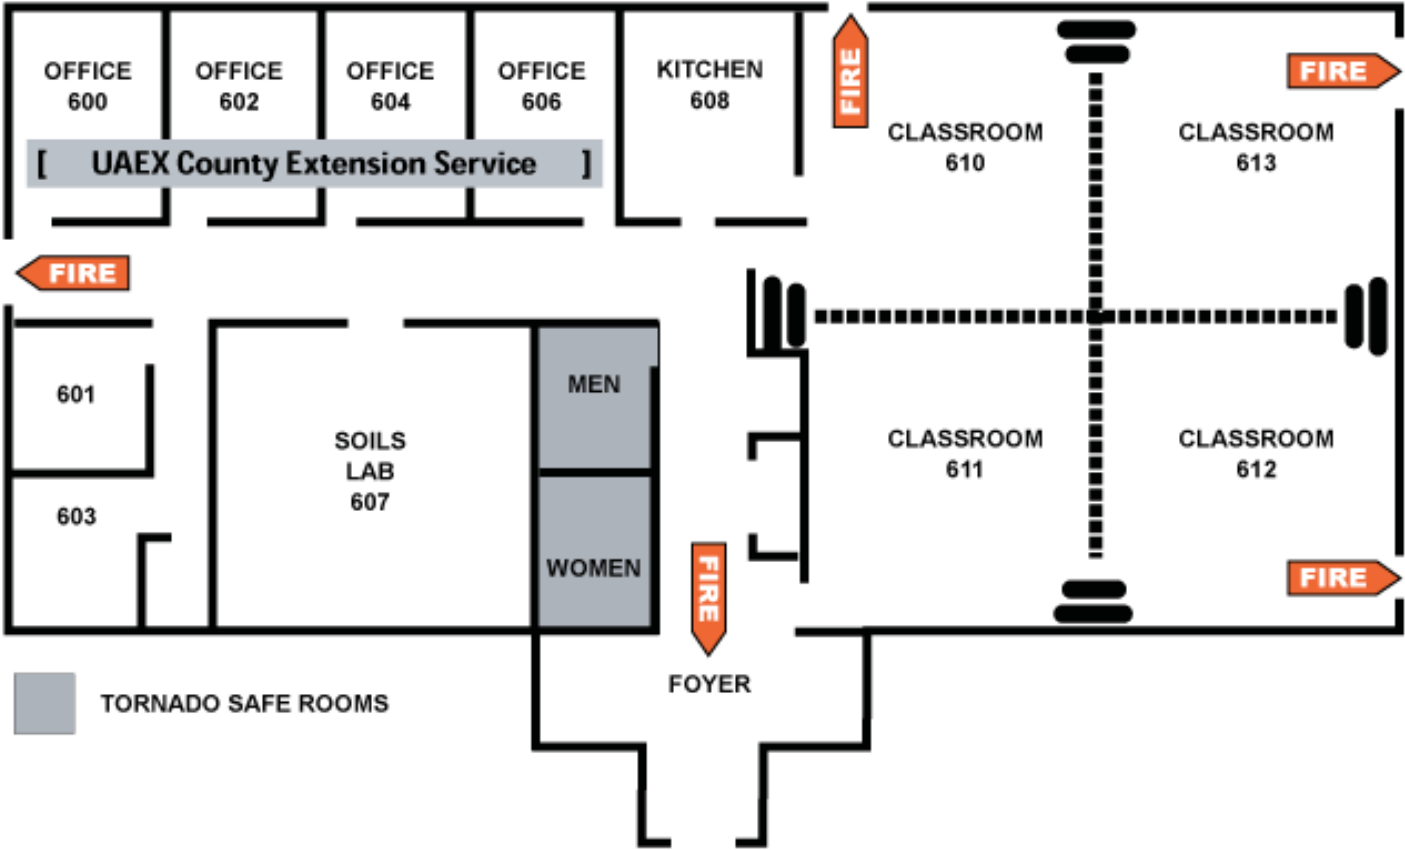 OFFICE
600
OFFICE
602
OFFICE
604
OFFICE
606
KITCHEN
608
[ UAEX County Extension Service ]
FIRE
CLASSROOM
610
CLASSROOM
613
FIRE
FIRE
601
603
SOILS
LAB
607
MEN
WOMEN
FIRE
CLASSROOM
611
CLASSROOM
612
FIRE
FOYER
TORNADO SAFE ROOMS